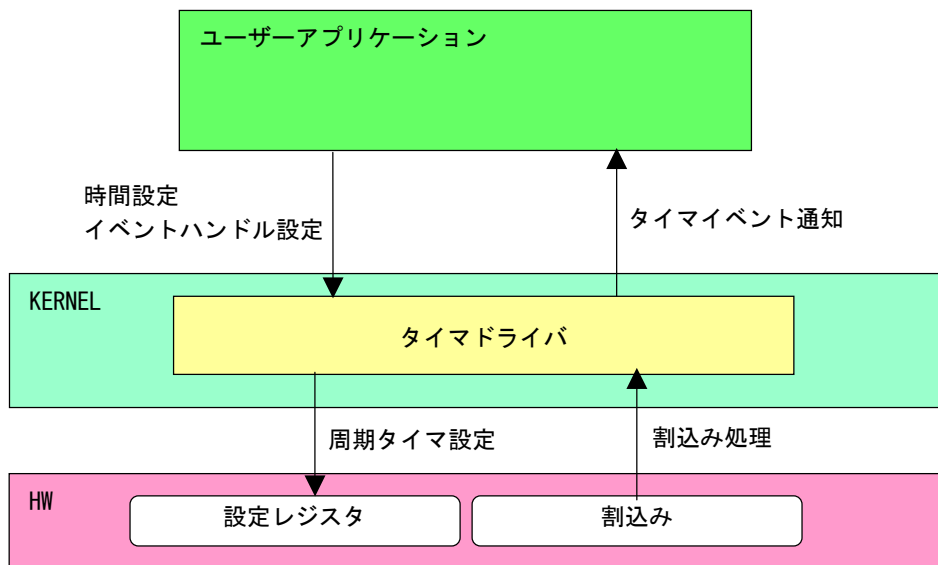 ユーザーアプリケーション
時間設定
イベントハンドル設定
タイマイベント通知
KERNEL
タイマドライバ
周期タイマ設定
割込み処理
HW
設定レジスタ
割込み